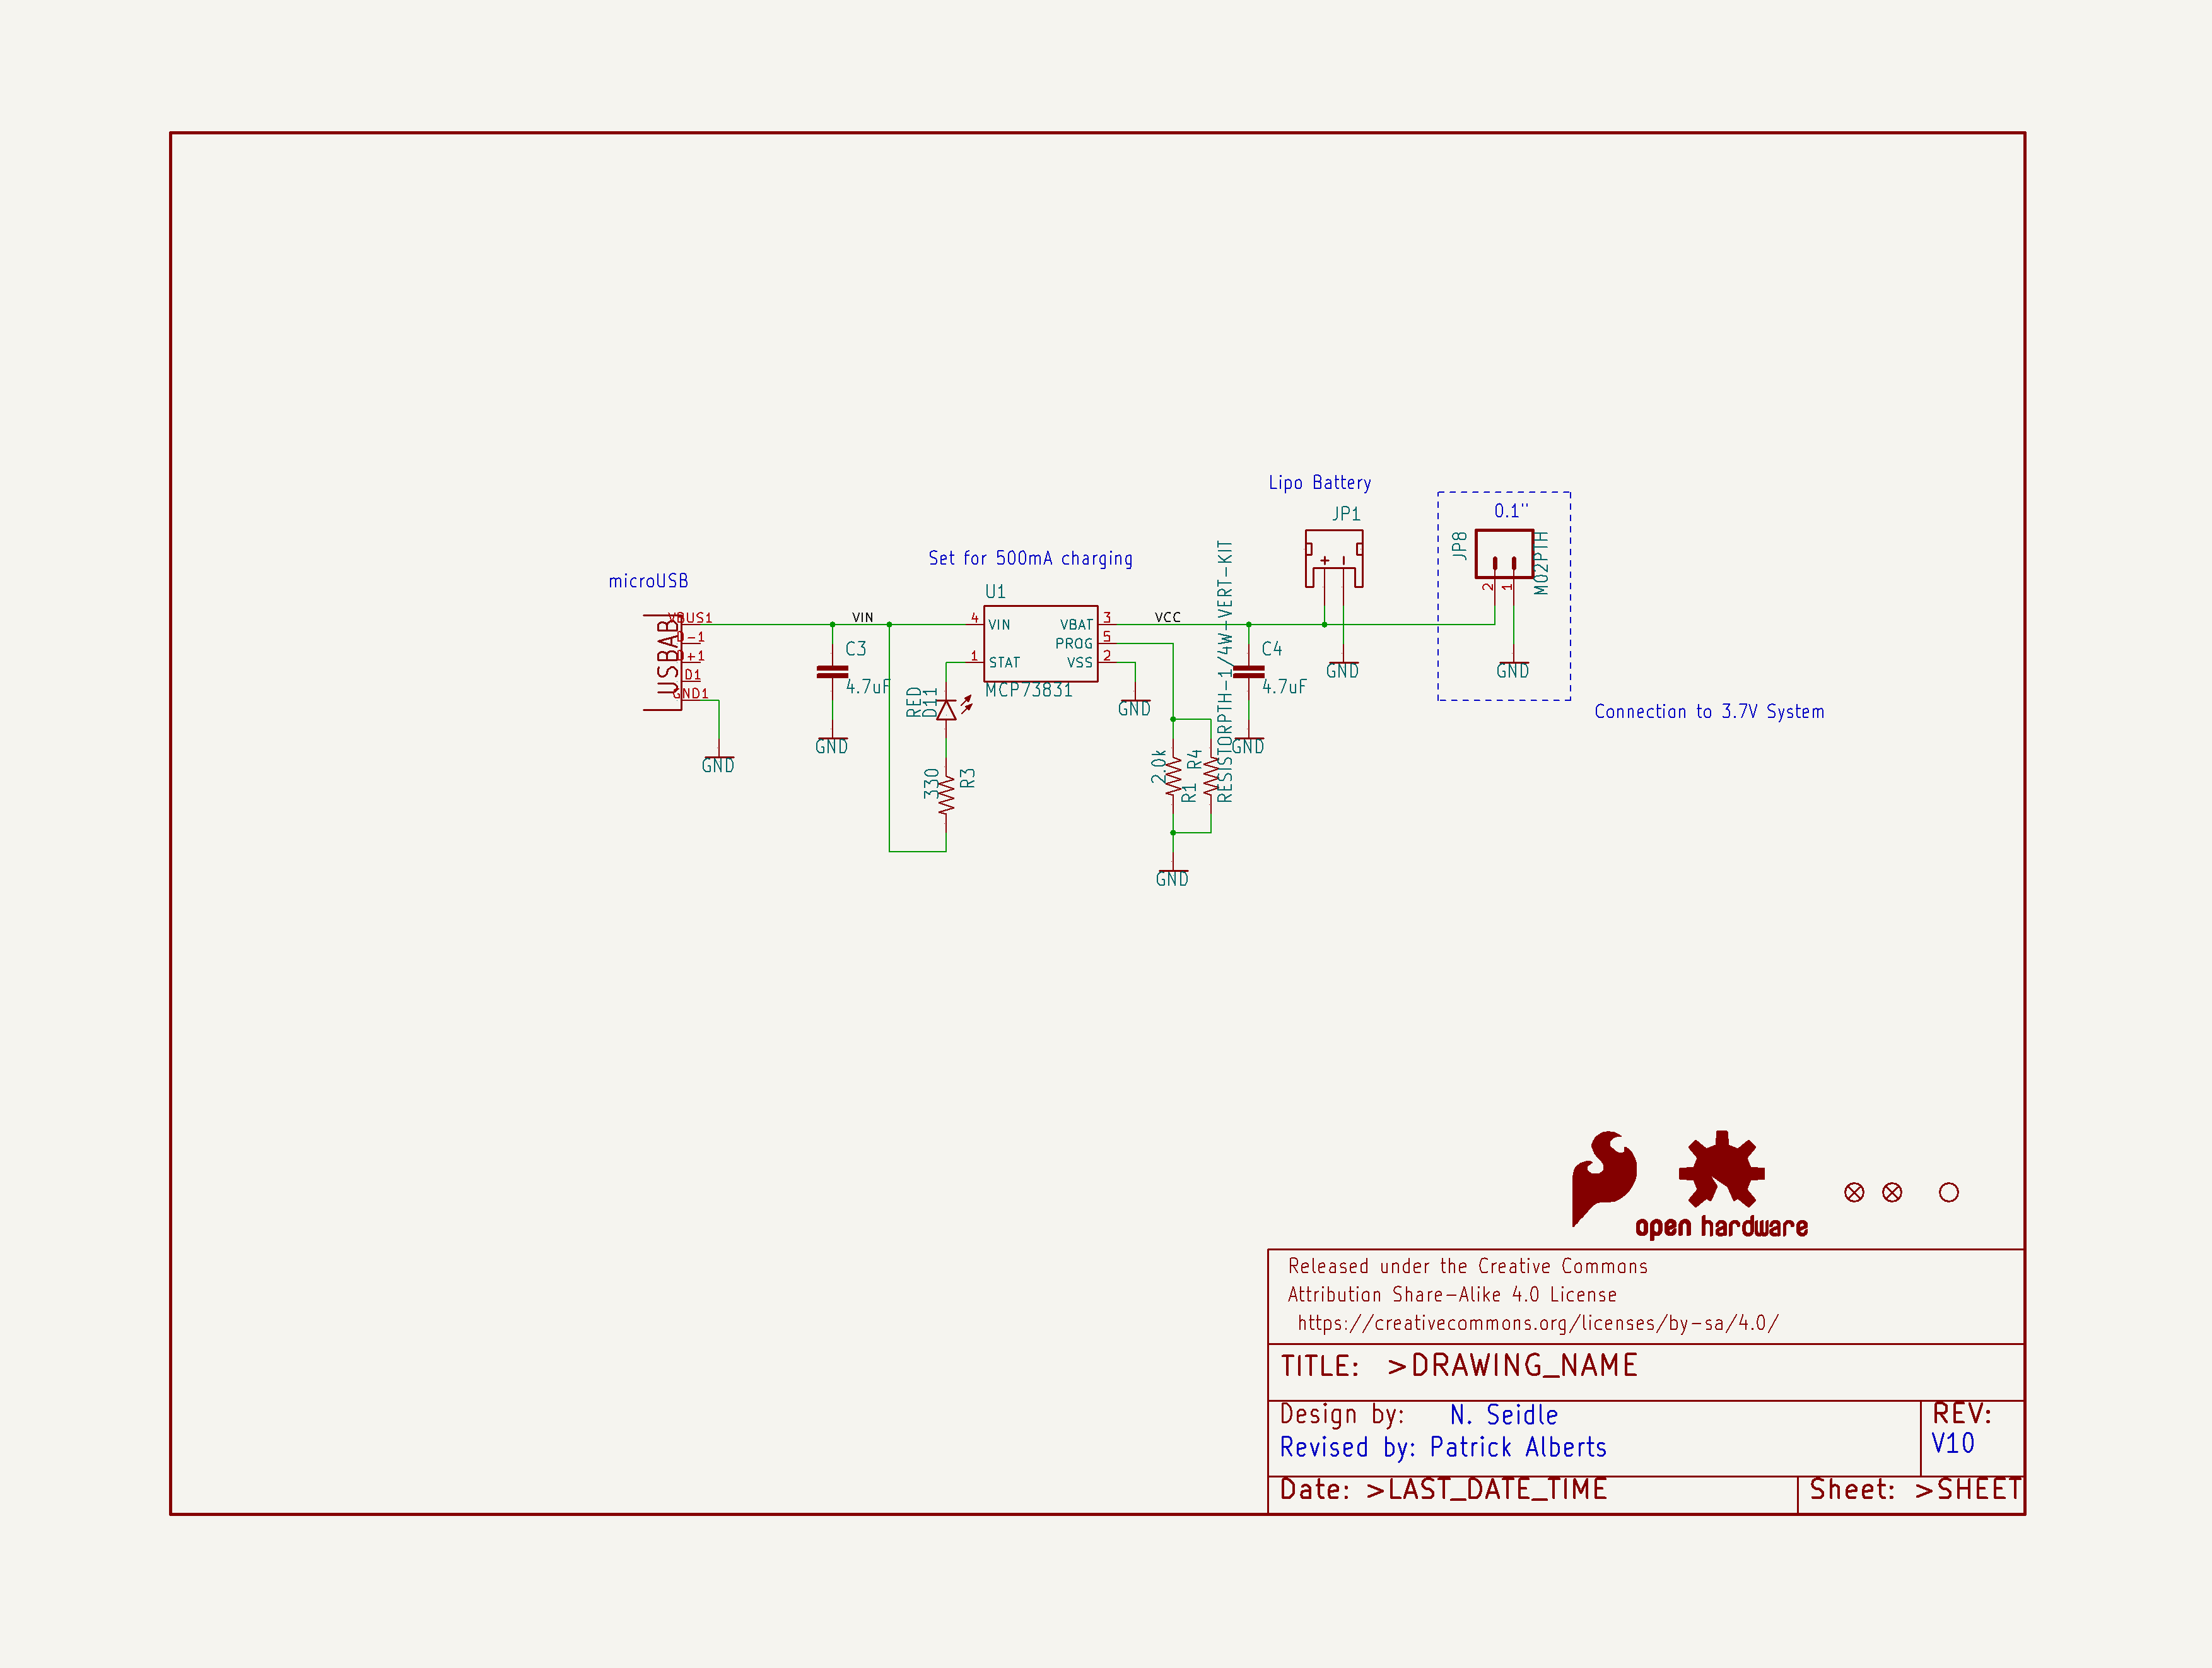 Lipo Battery
JP1
0.1''
JP8
M02PTH
2
1
GND
GND
Connection to 3.7V System
Set for 500mA charging
U1
microUSB
USBAB
VBUS1
D-1
D+1
D1
GND1
GND
VIN
C3
4.7uF
GND
4
VIN
1
STAT
VBAT
3
PROG
5
VSS
2
MCP73831
VCC
GND
RED
D11
330
R3
2.0k
R1
R4
RESISTORPTH-1/4W-VERT-KIT
GND
C4
4.7uF
GND
+
-
open hardware
Released under the Creative Commons
Attribution Share-Alike 4.0 License
https://creativecommons.org/licenses/by-sa/4.0/
TITLE: >DRAWING_NAME
Design by: N. Seidle
Revised by: Patrick Alberts
REV:
V10
Date: >LAST_DATE_TIME
Sheet: >SHEET